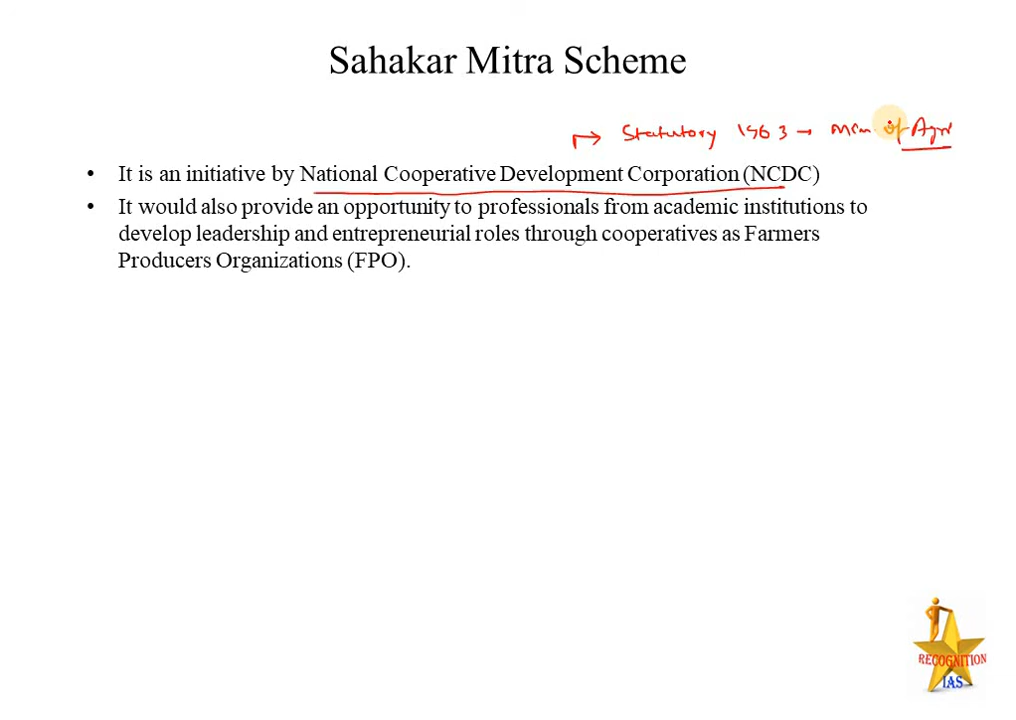 Sahakar Mitra Scheme
Statutory 1963 → Min of Agri
• It is an initiative by National Cooperative Development Corporation (NCDC)
• It would also provide an opportunity to professionals from academic institutions to
develop leadership and entrepreneurial roles through cooperatives as Farmers
Producers Organizations (FPO).
RECOGNITION
IAS